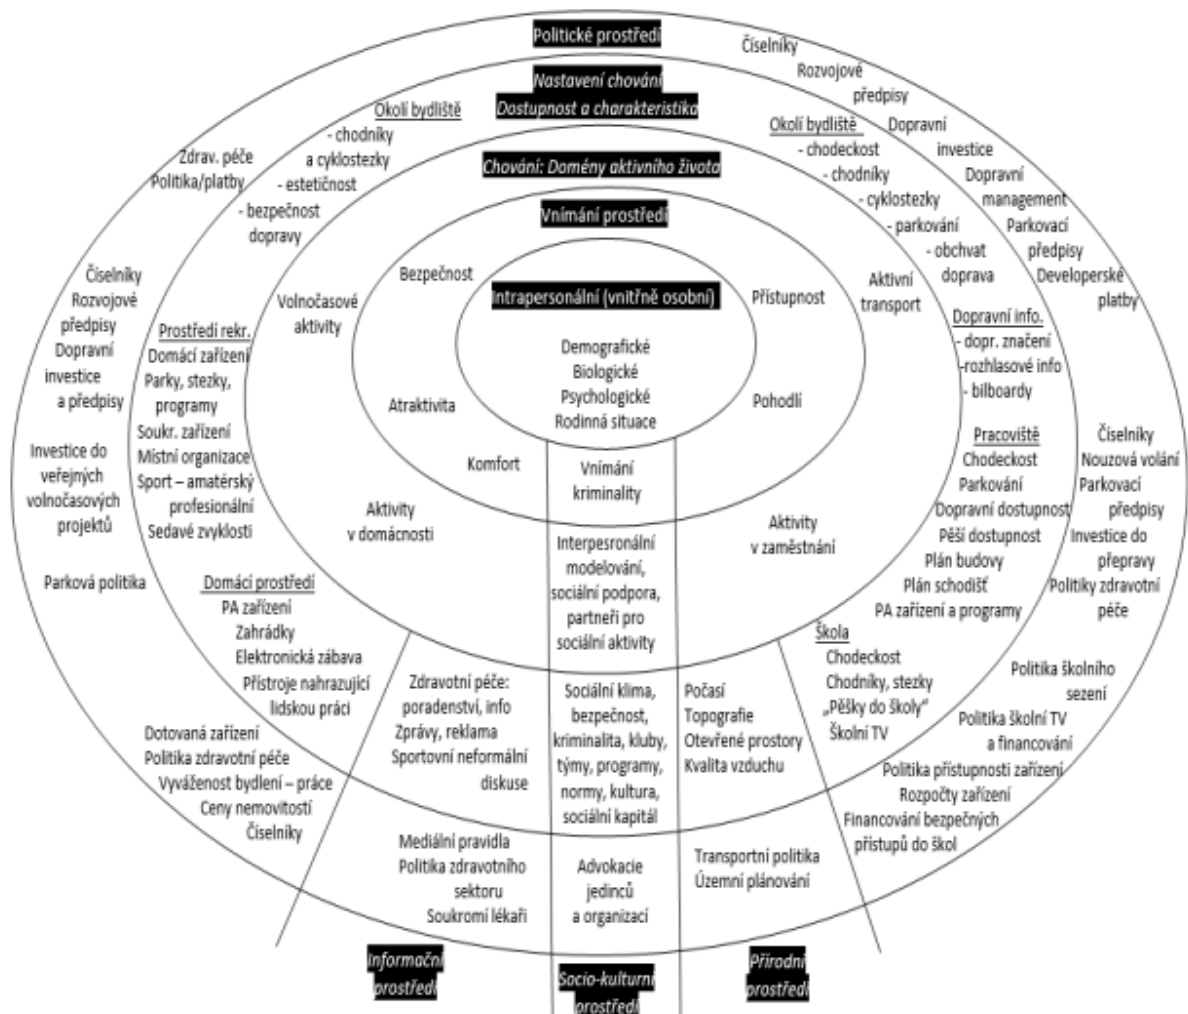 Politické prostředí
Nastavení chování
Dostupnost a charakteristika
Chování: Domény aktivního života
Vnímání prostředí
Intrapersonální (vnitřně osobní)
Demografické
Biologické
Psychologické
Rodinná situace
Bezpečnost
Přístupnost
Atraktivita
Pohodlí
Komfort
Vnímání
kriminality
Volnočasové
aktivity
Aktivní
transport
Aktivity
v domácnosti
Aktivity
v zaměstnání
Interpesronální
modelování,
sociální podpora,
partneři pro
sociální aktivity
Okolí bydliště
- chodníky
a cyklostezky
- estetičnost
- bezpečnost
dopravy
Okolí bydliště
- chodeckost
- chodníky
- cyklostezky
- parkování
- obchvat
doprava
Dopravní info.
- dopr. značení
-rozhlasové info
- bilboardy
Prostředí rekr.
Domácí zařízení
Parky, stezky,
programy
Soukr. zařízení
Místní organizace
Sport – amatérský
profesionální
Sedavé zvyklosti
Pracoviště
Chodeckost
Parkování
Dopravní dostupnost
Pěší dostupnost
Plán budovy
Plán schodišť
PA zařízení a programy
Domácí prostředí
PA zařízení
Zahrádky
Elektronická zábava
Přístroje nahrazující
lidskou práci
Škola
Chodeckost
Chodníky, stezky
„Pěšky do školy“
Školní TV
Zdravotní péče:
poradenství, info
Zprávy, reklama
Sportovní neformální
diskuse
Sociální klima,
bezpečnost,
kriminalita, kluby,
týmy, programy,
normy, kultura,
sociální kapitál
Počasí
Topografie
Otevřené prostory
Kvalita vzduchu
Zdrav. péče
Politika/platby
Číselníky
Rozvojové
předpisy
Dopravní
investice
a předpisy
Investice do
veřejných
volnočasových
projektů
Parková politika
Dotovaná zařízení
Politika zdravotní péče
Vyváženost bydlení – práce
Ceny nemovitostí
Číselníky
Číselníky
Rozvojové
předpisy
Dopravní
investice
Dopravní
management
Parkovací
předpisy
Developerské
platby
Číselníky
Nouzová volání
Parkovací
předpisy
Investice do
přepravy
Politiky zdravotní
péče
Politika školního
sezení
Politika školní TV
a financování
Politika přístupnosti zařízení
Rozpočty zařízení
Financování bezpečných
přístupů do škol
Mediální pravidla
Politika zdravotního
sektoru
Soukromí lékaři
Advokacie
jedinců
a organizací
Transportní politika
Územní plánování
Informační
prostředí
Socio-kulturní
prostředí
Přírodní
prostředí